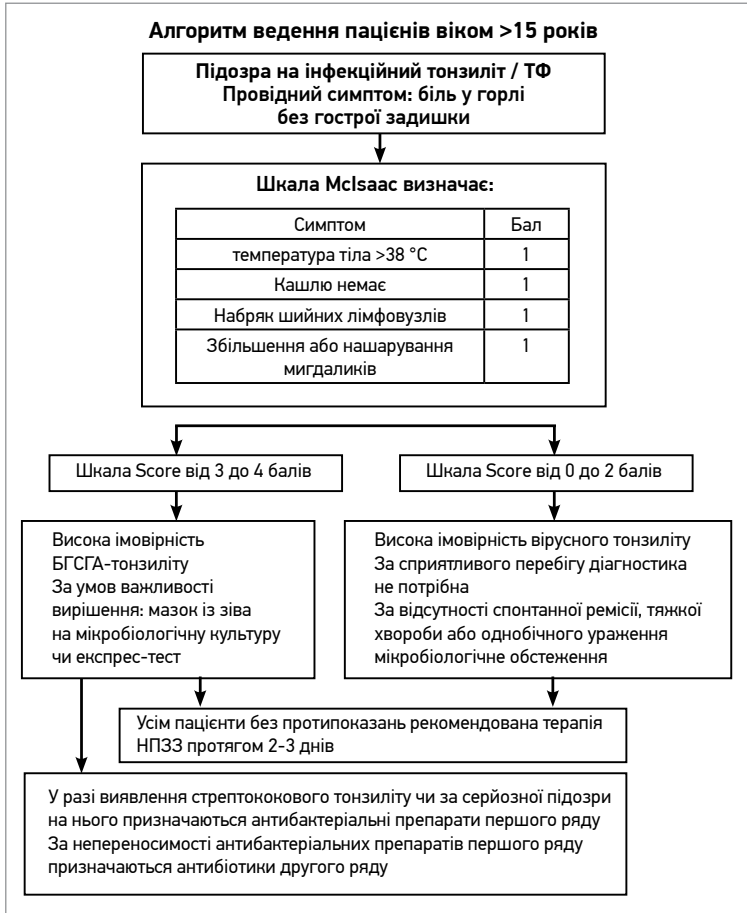 Алгоритм ведення пацієнів віком >15 років
Підозра на інфекційний тонзиліт / ТФ
Провідний симптом: біль у горлі
без гострої задишки
Шкала McIsaac визначає:
Симптом Бал
температура тіла >38 °C 1
Кашлю немає 1
Набряк шийних лімфовузлів 1
Збільшення або нашарування 1
мигдаликів
Шкала Score від 3 до 4 балів
Шкала Score від 0 до 2 балів
Висока імовірність
БГСГА-тонзиліту
За умов важливості
вирішення: мазок із зіва
на мікробіологічну культуру
чи експрес-тест
Висока імовірність вірусного тонзиліту
За сприятливого перебігу діагностика
не потрібна
За відсутності спонтанної ремісії, тяжкої
хвороби або однобічного ураження
мікробіологічне обстеження
Усім пацієнти без протипоказань рекомендована терапія
НПЗЗ протягом 2-3 днів
У разі виявлення стрептококового тонзиліту чи за серйозної підозри
на нього призначаються антибактеріальні препарати першого ряду
За непереносимості антибактеріальних препаратів першого ряду
призначаються антибіотики другого ряду